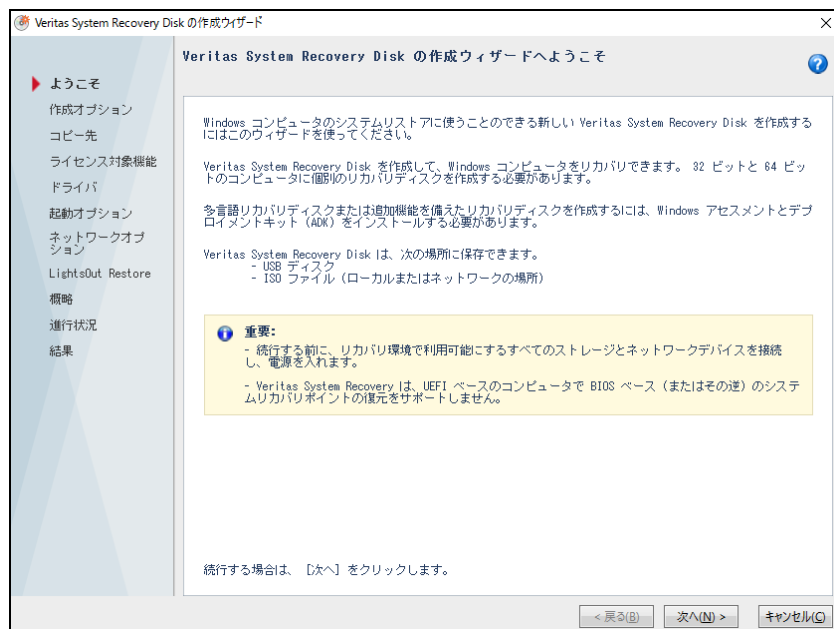 Veritas System Recovery Disk の作成ウィザード
Veritas System Recovery Disk の作成ウィザードへようこそ
ようこそ
作成オプション
コピー先
ライセンス対象機能
ドライバ
起動オプション
ネットワークオプ
ション
LightsOut Restore
概略
進行状況
結果
Windows コンピュータのシステムリストアに使うことのできる新しい Veritas System Recovery Disk を作成する
にはこのウィザードを使ってください。
Veritas System Recovery Disk を作成して、Windows コンピュータをリカバリできます。 32 ビットと 64 ビッ
トのコンピュータに個別のリカバリディスクを作成する必要があります。
多言語リカバリディスクまたは追加機能を備えたリカバリディスクを作成するには、Windows アセスメントとデプ
ロイメントキット (ADK) をインストールする必要があります。
Veritas System Recovery Disk は、次の場所に保存できます。
- USB ディスク
- ISO ファイル (ローカルまたはネットワークの場所)
重要:
- 続行する前に、リカバリ環境で利用可能にするすべてのストレージとネットワークデバイスを接続
し、電源を入れます。
- Veritas System Recovery は、UEFI ベースのコンピュータで BIOS ベース (またはその逆) のシステ
ムリカバリポイントの復元をサポートしません。
続行する場合は、 [次へ] をクリックします。
< 戻る(B)
次へ(N) >
キャンセル(C)